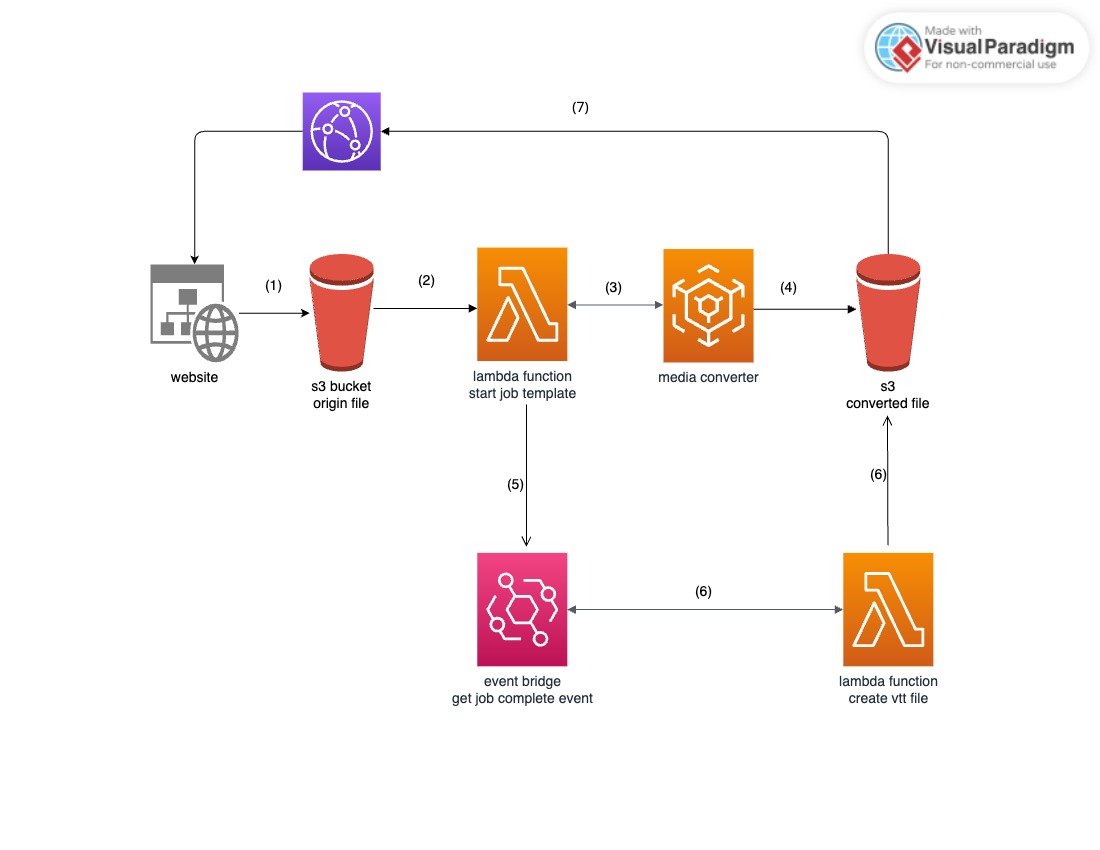 Made with
Visual Paradigm
For non-commercial use
(7)
(1)
(2)
(3)
(4)
website
s3 bucket
origin file
lambda function
start job template
media converter
s3
converted file
(5)
(6)
(6)
event bridge
get job complete event
lambda function
create vtt file